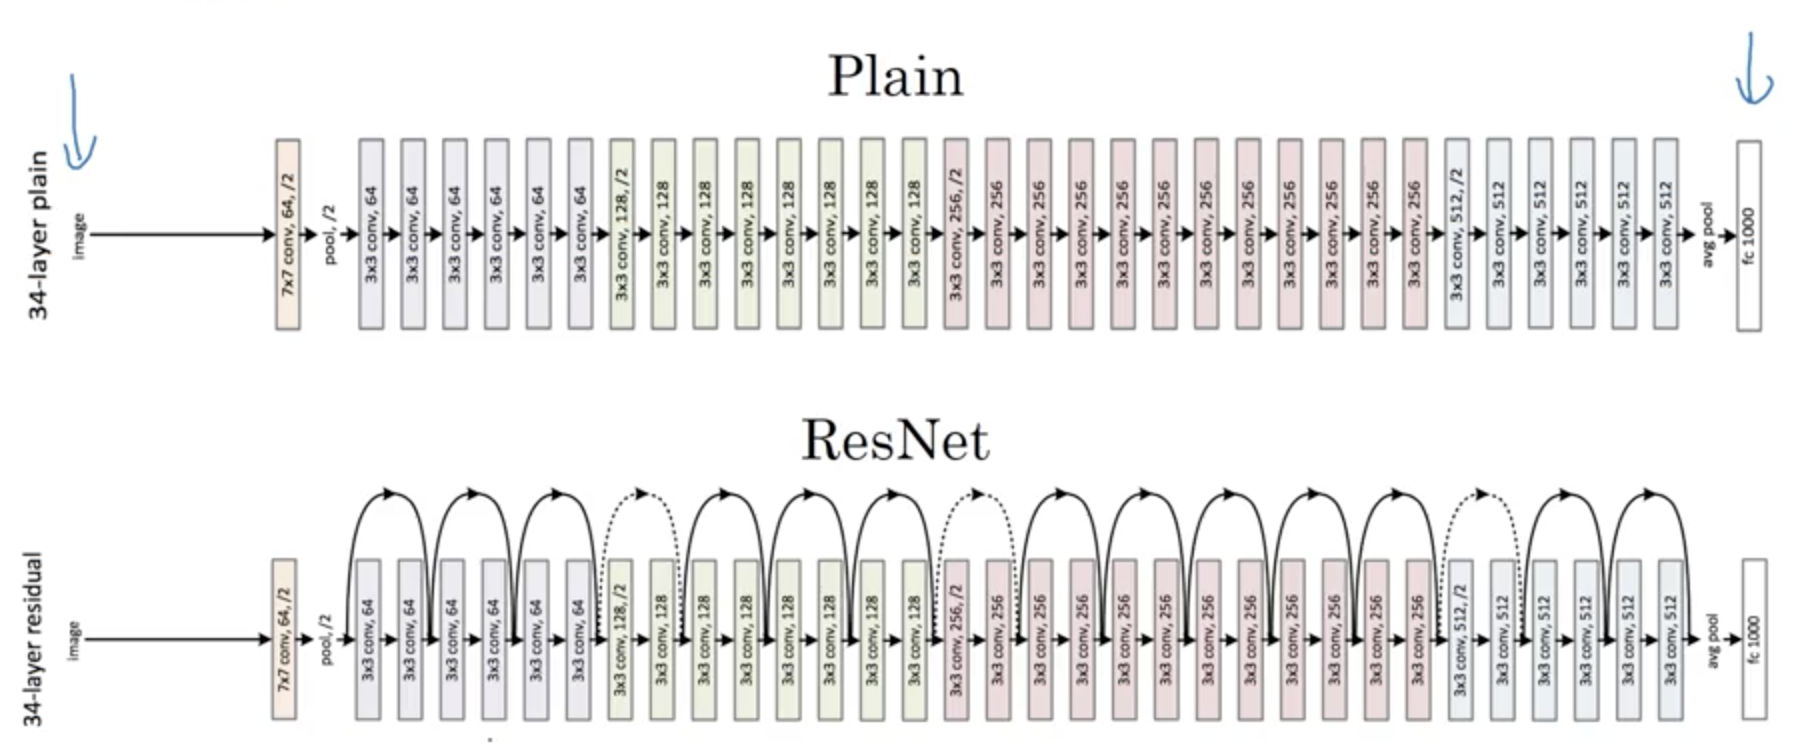 Plain
34-layer plain
image
7x7 conv, 64, /2
pool, /2
3x3 conv, 64
3x3 conv, 64
3x3 conv, 64
3x3 conv, 64
3x3 conv, 64
3x3 conv, 64
3x3 conv, 128, /2
3x3 conv, 128
3x3 conv, 128
3x3 conv, 128
3x3 conv, 128
3x3 conv, 128
3x3 conv, 128
3x3 conv, 128
3x3 conv, 256, /2
3x3 conv, 256
3x3 conv, 256
3x3 conv, 256
3x3 conv, 256
3x3 conv, 256
3x3 conv, 256
3x3 conv, 256
3x3 conv, 256
3x3 conv, 256
3x3 conv, 256
3x3 conv, 256
3x3 conv, 512, /2
3x3 conv, 512
3x3 conv, 512
3x3 conv, 512
3x3 conv, 512
3x3 conv, 512
avg pool
fc 1000
ResNet
34-layer residual
image
7x7 conv, 64, /2
pool, /2
3x3 conv, 64
3x3 conv, 64
3x3 conv, 64
3x3 conv, 64
3x3 conv, 64
3x3 conv, 64
3x3 conv, 128, /2
3x3 conv, 128
3x3 conv, 128
3x3 conv, 128
3x3 conv, 128
3x3 conv, 128
3x3 conv, 128
3x3 conv, 128
3x3 conv, 256, /2
3x3 conv, 256
3x3 conv, 256
3x3 conv, 256
3x3 conv, 256
3x3 conv, 256
3x3 conv, 256
3x3 conv, 256
3x3 conv, 256
3x3 conv, 256
3x3 conv, 256
3x3 conv, 256
3x3 conv, 512, /2
3x3 conv, 512
3x3 conv, 512
3x3 conv, 512
3x3 conv, 512
3x3 conv, 512
avg pool
fc 1000